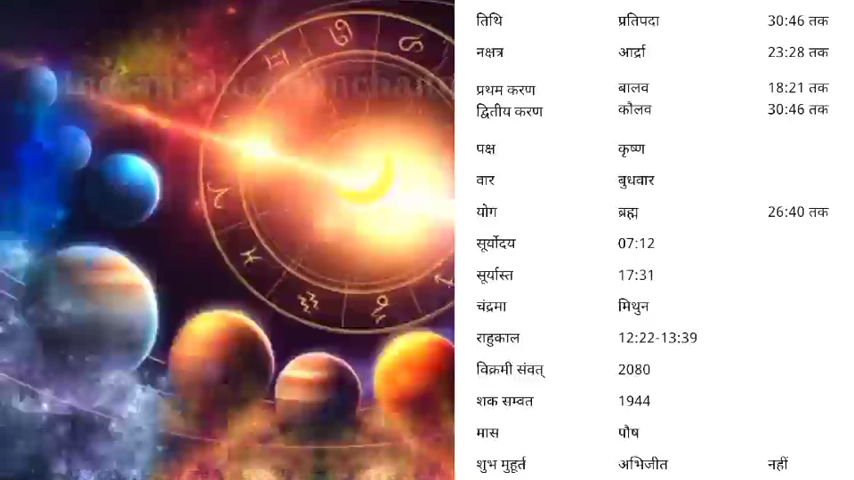 तिथि प्रतिपदा 30:46 तक
नक्षत्र आर्द्रा 23:28 तक
प्रथम करण बालव 18:21 तक
द्वितीय करण कौलव 30:46 तक
पक्ष कृष्ण
वार बुधवार
योग ब्रह्म 26:40 तक
सूर्योदय 07:12
सूर्यास्त 17:31
चंद्रमा मिथुन
राहुकाल 12:22-13:39
विक्रमी संवत् 2080
शक सम्वत 1944
मास पौष
शुभ मुहूर्त अभिजीत नहीं